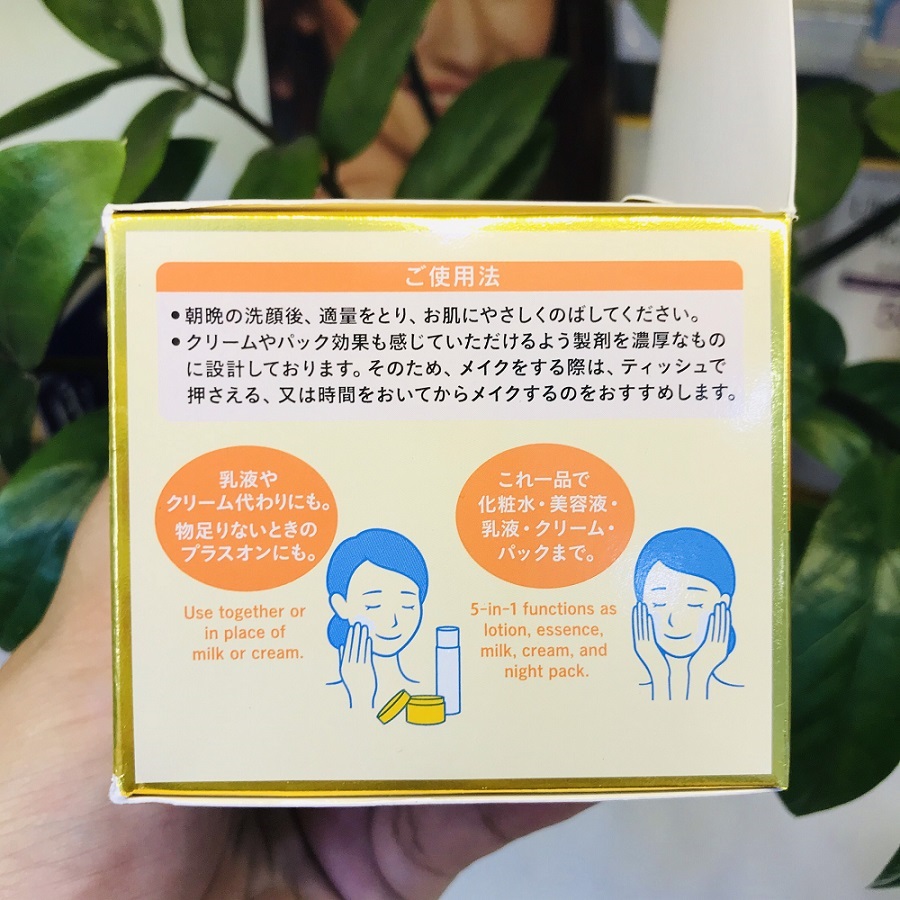 ご使用法
●朝晩の洗顔後、適量をとり、お肌にやさしくのばしてください。
●クリームやパック効果も感じていただけるよう製剤を濃厚なもの
に設計しております。そのため、メイクをする際は、ティッシュで
押さえる、又は時間をおいてからメイクするのをおすすめします。
乳液や
クリーム代わりにも。
物足りないときの
プラスオンにも。
Use together or
in place of
milk or cream.
これ一品で
化粧水・美容液・
乳液・クリーム・
パックまで。
5-in-1 functions as
lotion, essence,
milk, cream, and
night pack.